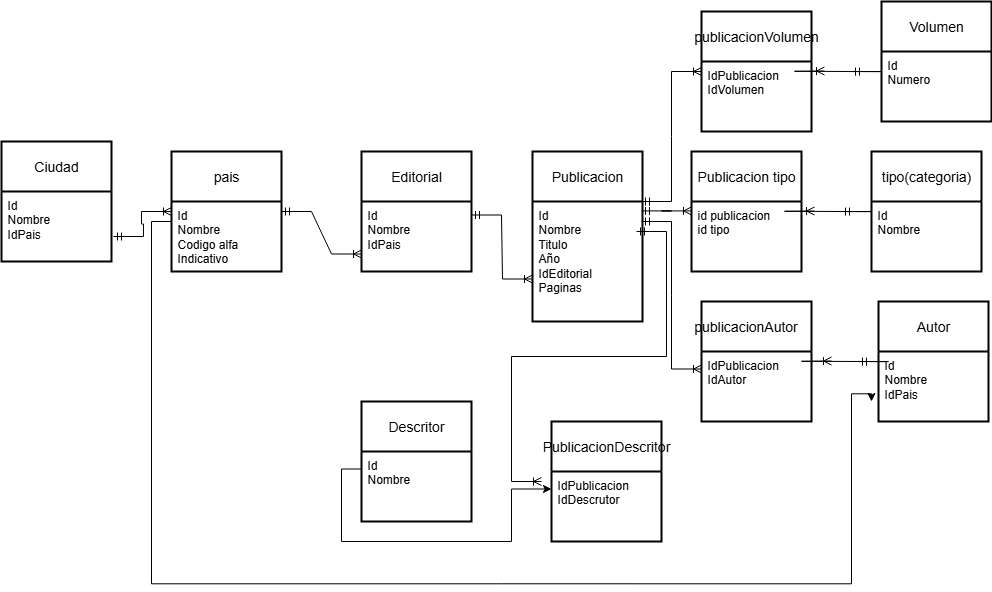 Volumen
Id
Numero
publicacionVolumen
IdPublicacion
IdVolumen
Ciudad
Id
Nombre
IdPais
pais
Id
Nombre
Codigo alfa
Indicativo
Editorial
Id
Nombre
IdPais
Publicacion
Id
Nombre
Titulo
Año
IdEditorial
Paginas
Publicacion tipo
id publicacion
id tipo
tipo(categoria)
Id
Nombre
publicacionAutor
IdPublicacion
IdAutor
Autor
Id
Nombre
IdPais
Descritor
Id
Nombre
PublicacionDescritor
IdPublicacion
IdDescrutor